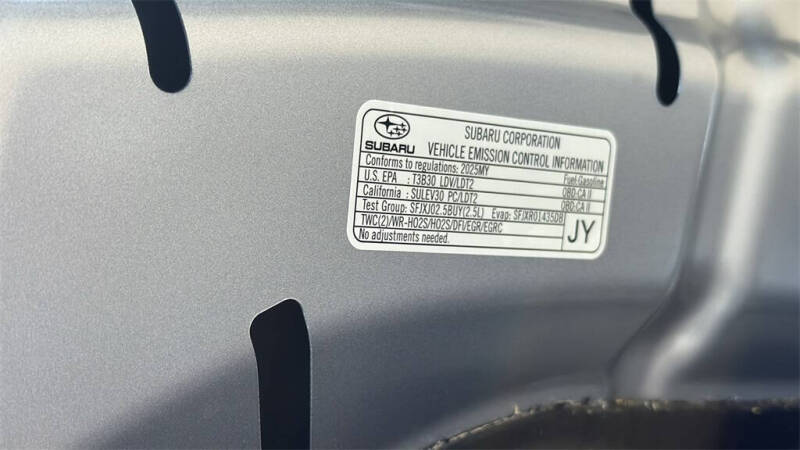 SUBARU
SUBARU CORPORATION
VEHICLE EMISSION CONTROL INFORMATION
Conforms to regulations: 2025MY Fuel:Gasoline
U.S. EPA : T3B30 LDV/LDT2 OBD:CA II
California : SULEV30 PC/LDT2 OBD:CA II
Test Group: SFJXJ02.5BUY(2.5L) Evap: SFJXR01435DB
TWC(2)/WR-HO2S/HO2S/DFI/EGR/EGRC
No adjustments needed.
JY